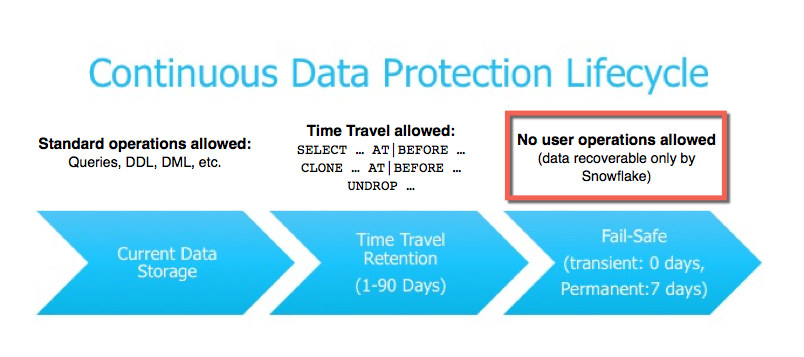 Continuous Data Protection Lifecycle
Standard operations allowed:
Queries, DDL, DML, etc.
Time Travel allowed:
SELECT … AT|BEFORE …
CLONE … AT|BEFORE …
UNDROP …
No user operations allowed
(data recoverable only by
Snowflake)
Current Data
Storage
Time Travel
Retention
(1-90 Days)
Fail-Safe
(transient: 0 days,
Permanent:7 days)